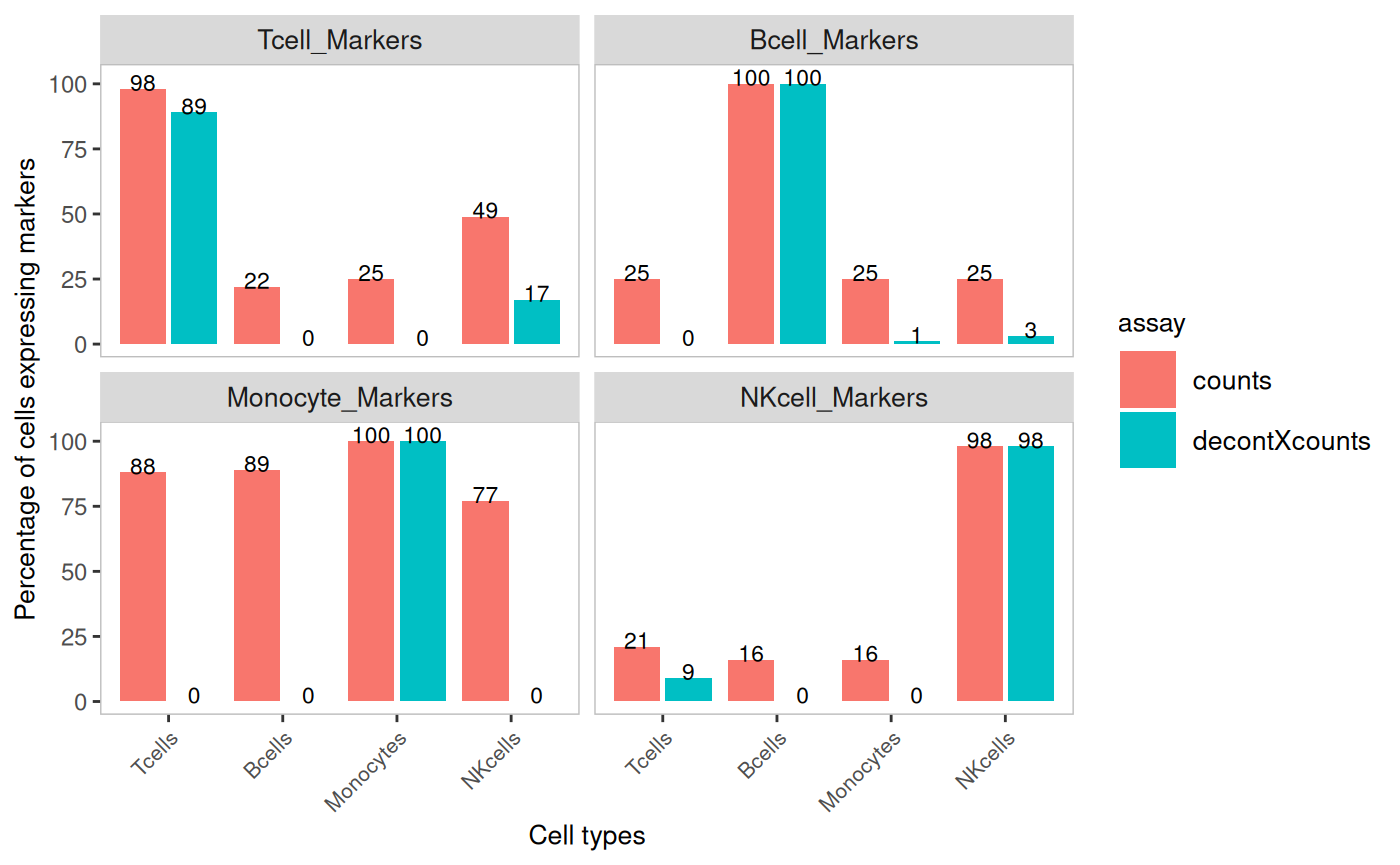 Tcell_Markers
Bcell_Markers
Percentage of cells expressing markers
100
75
50
25
0
98
89
22
0
25
0
49
17
25
0
100
100
25
1
25
3
Monocyte_Markers
NKcell_Markers
100
75
50
25
0
88
0
89
0
100
100
77
0
21
9
16
0
16
0
98
98
Tcells
Bcells
Monocytes
NKcells
Tcells
Bcells
Monocytes
NKcells
Cell types
assay
counts
decontXcounts